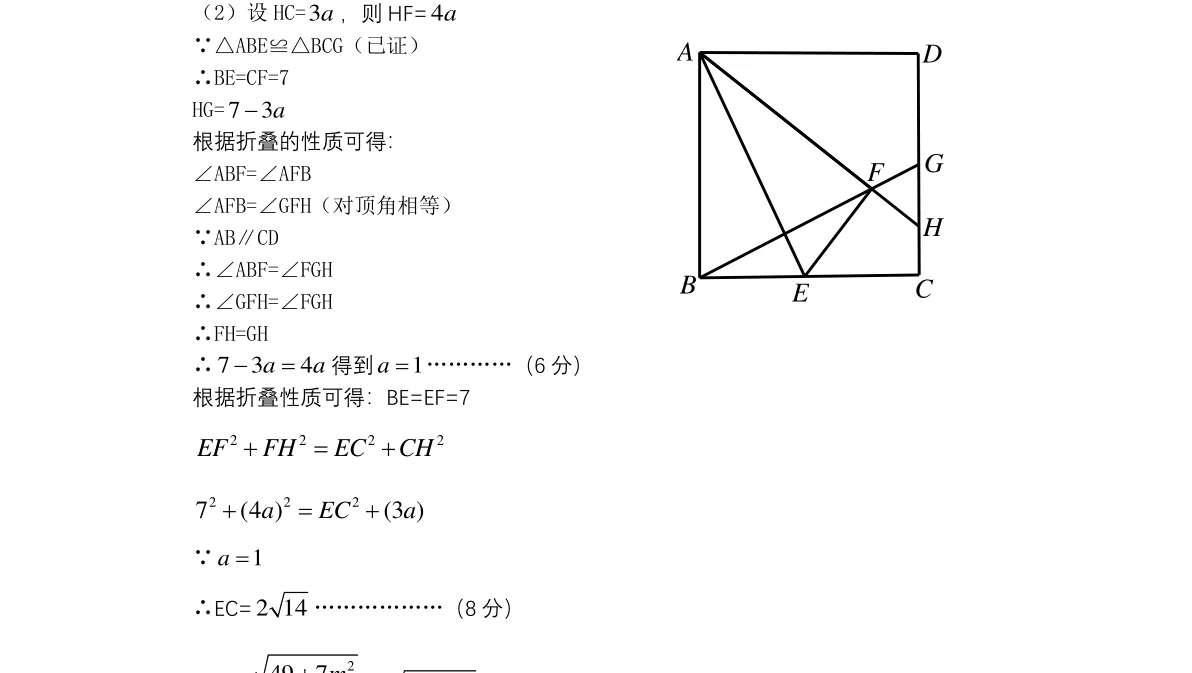 （2）设 HC=3a，则 HF=4a
∵△ABE≌△BCG（已证）
∴BE=CF=7
HG=7−3a
根据折叠的性质可得：
∠ABF=∠AFB
∠AFB=∠GFH（对顶角相等）
∵AB∥CD
∴∠ABF=∠FGH
∴∠GFH=∠FGH
∴FH=GH
∴7−3a=4a 得到 a=1…………（6 分）
根据折叠性质可得：BE=EF=7
EF²+FH²=EC²+CH²
7²+(4a)²=EC²+(3a)
∵a=1
∴EC=2√14………………（8 分）
√49+7m²
A
D
G
F
H
B
E
C